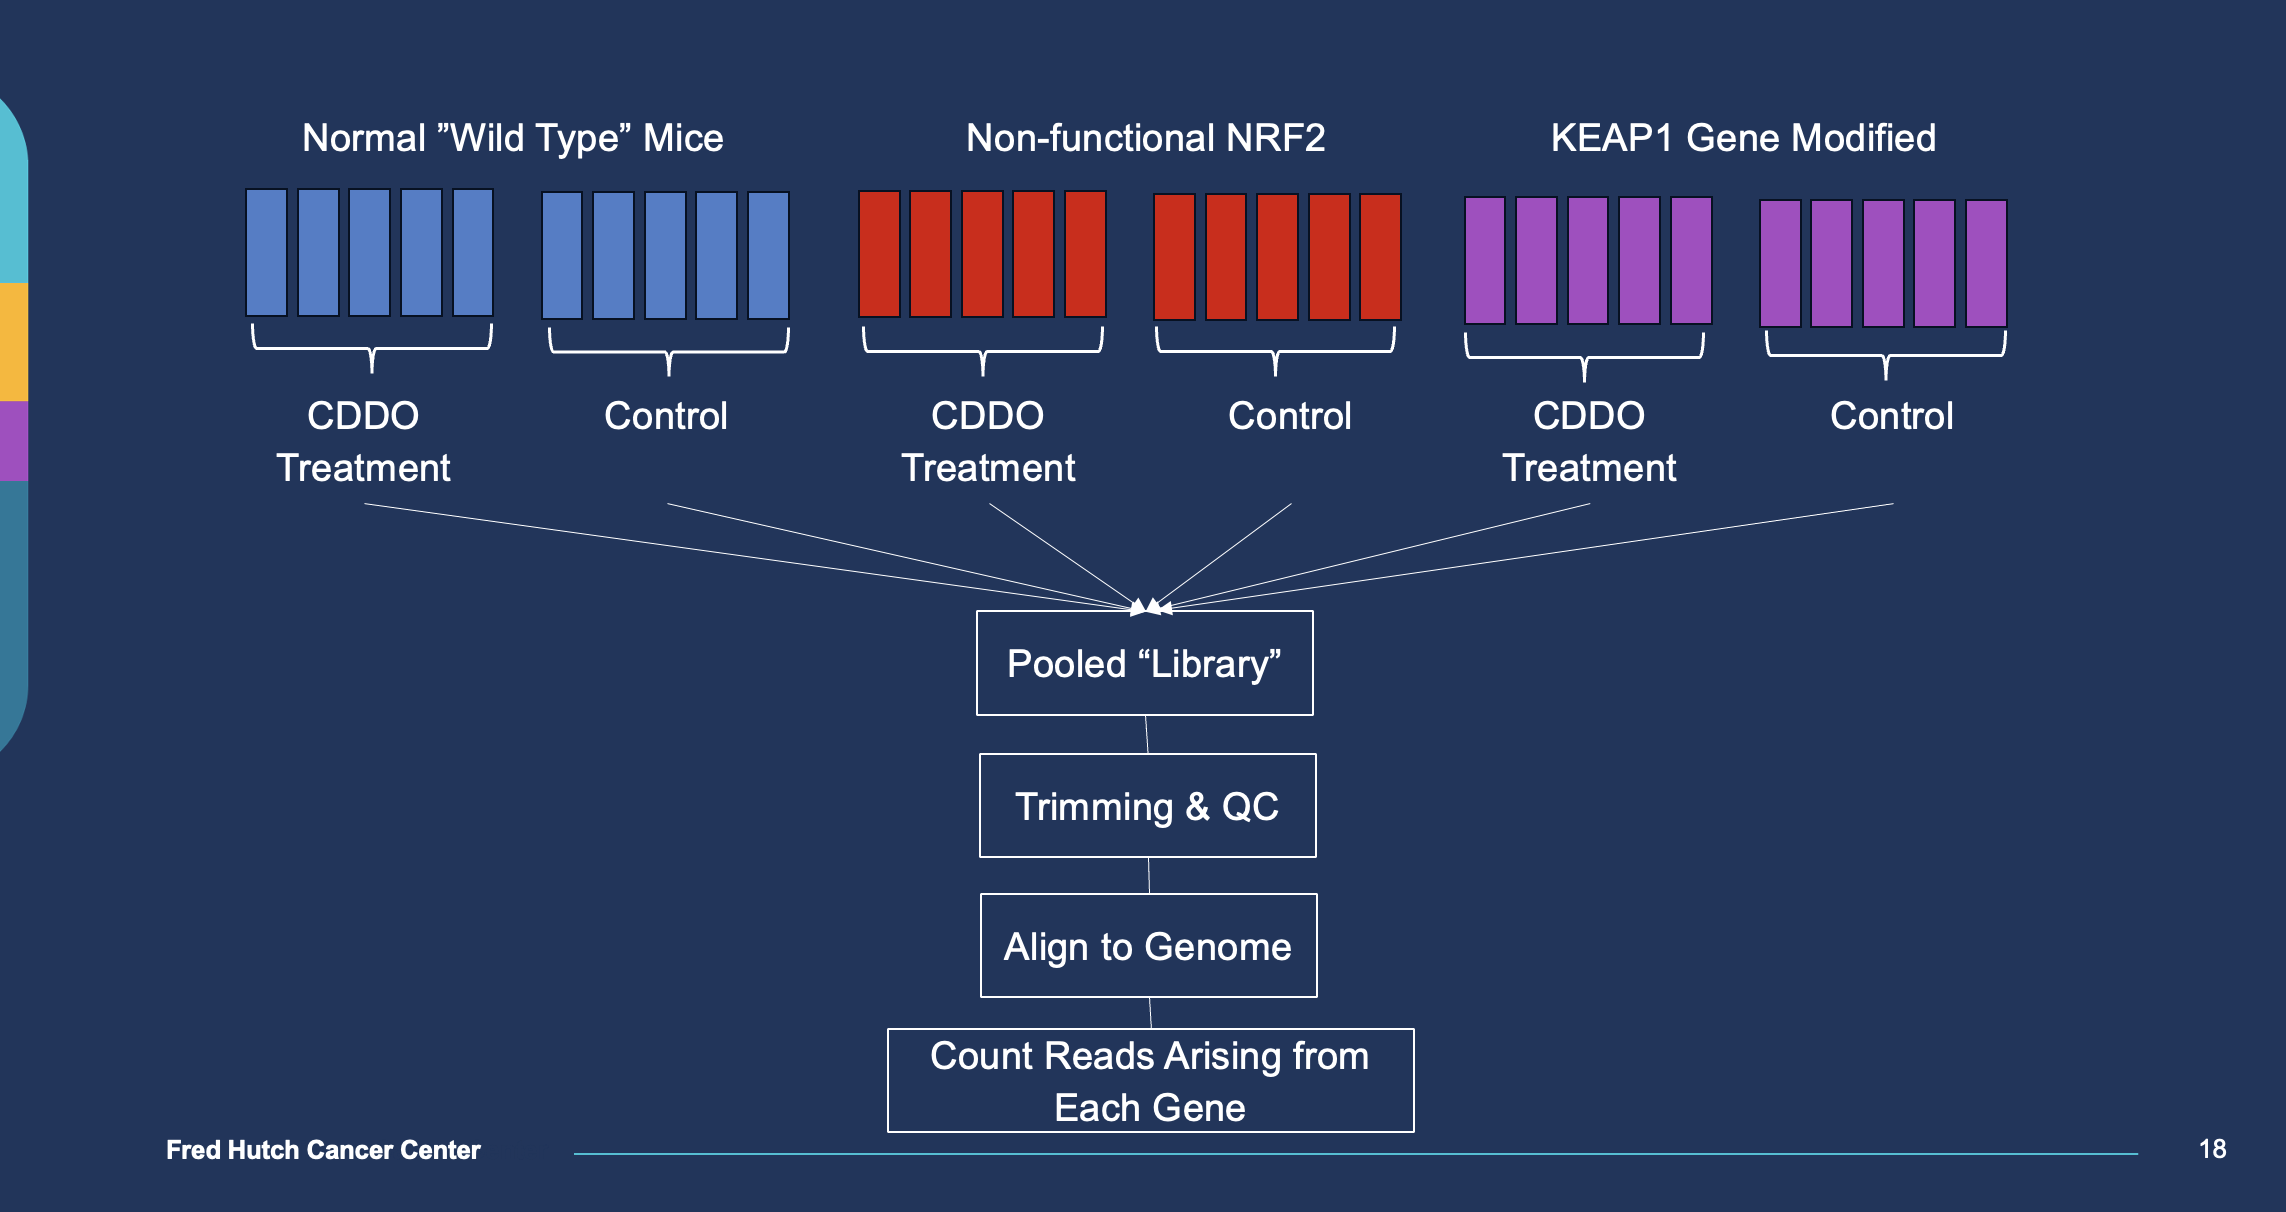 Normal ”Wild Type” Mice
Non-functional NRF2
KEAP1 Gene Modified
CDDO
Treatment
Control
CDDO
Treatment
Control
CDDO
Treatment
Control
Pooled “Library”
Trimming & QC
Align to Genome
Count Reads Arising from
Each Gene
Fred Hutch Cancer Center
18